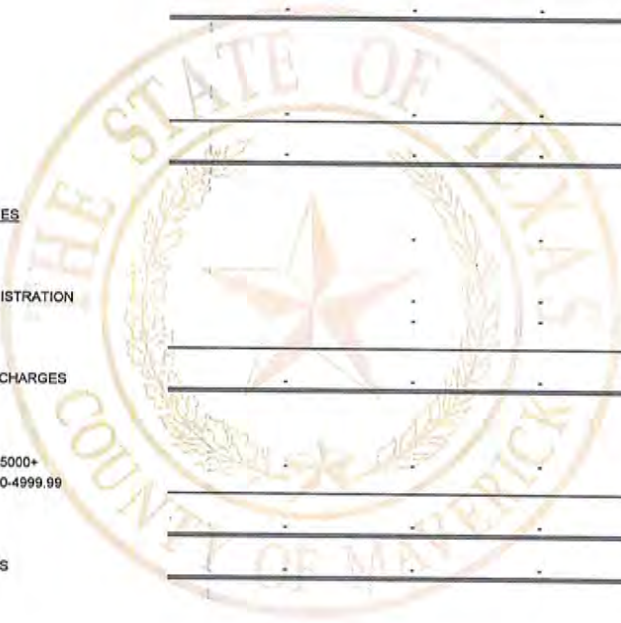 THE STATE OF TEXAS
ES
ISTRATION
CHARGES
5000+
0-4999.99
S
COUNTY OF MAVERICK